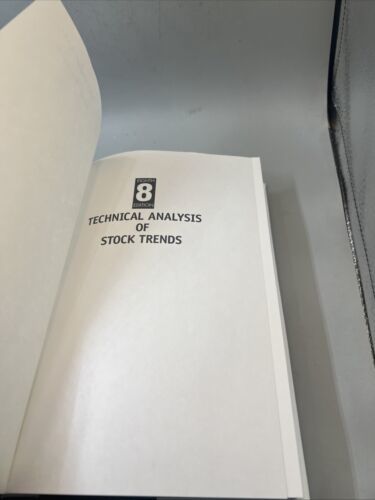 EIGHTH
8
EDITION
TECHNICAL ANALYSIS
OF
STOCK TRENDS